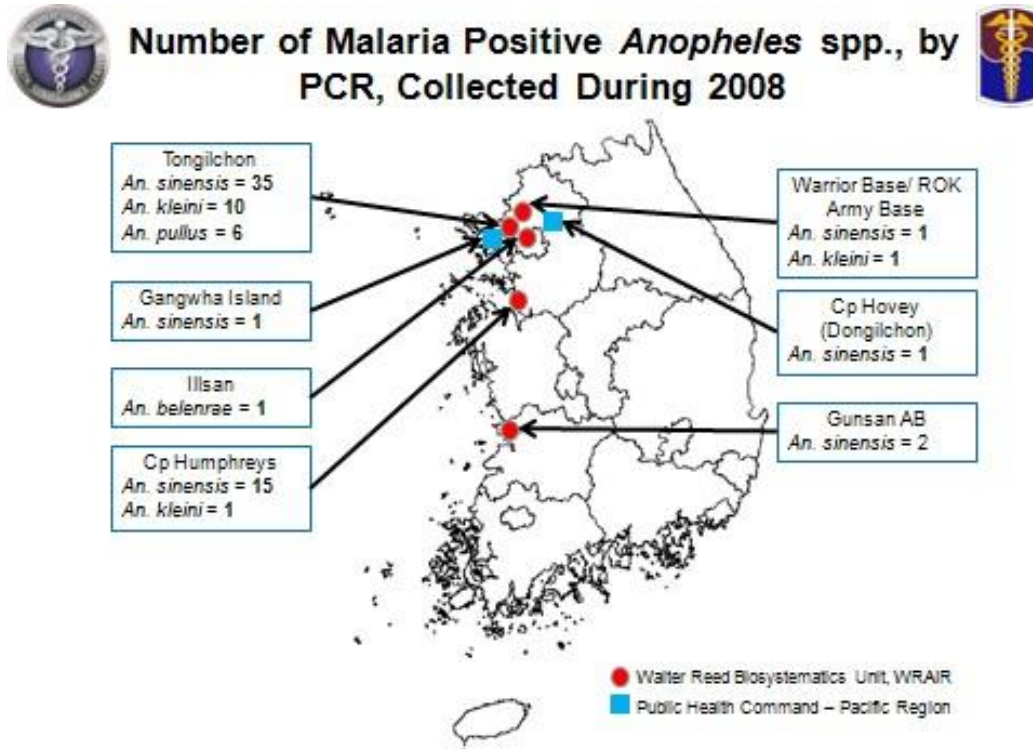 Number of Malaria Positive Anopheles spp., by
PCR, Collected During 2008
Tongilchon
An. sinensis = 35
An. kleini = 10
An. pullus = 6
Gangwha Island
An. sinensis = 1
Illsan
An. belenrae = 1
Cp Humphreys
An. sinensis = 15
An. kleini = 1
Warrior Base/ ROK
Army Base
An. sinensis = 1
An. kleini = 1
Cp Hovey
(Dongilchon)
An. sinensis = 1
Gunsan AB
An. sinensis = 2
Walter Reed Biosystematics Unit, WRAIR
Public Health Command – Pacific Region